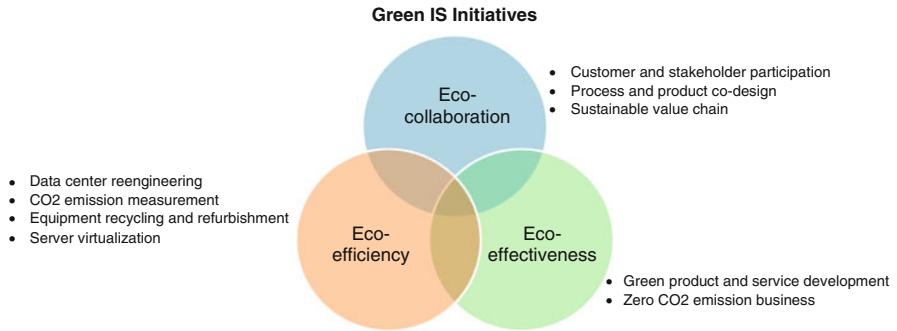 Green IS Initiatives
Eco-
collaboration
• Customer and stakeholder participation
• Process and product co-design
• Sustainable value chain
• Data center reengineering
• CO2 emission measurement
• Equipment recycling and refurbishment
• Server virtualization
Eco-
efficiency
Eco-
effectiveness
• Green product and service development
• Zero CO2 emission business